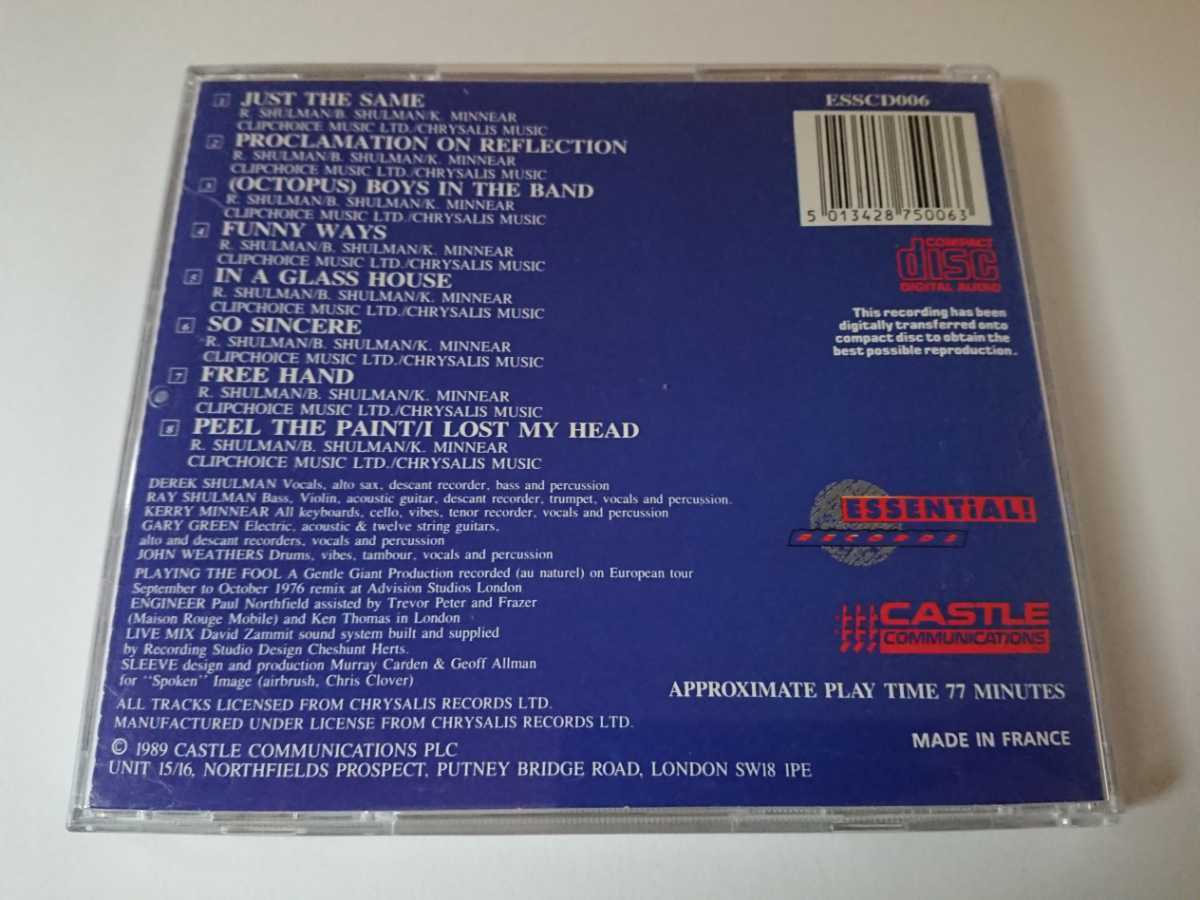 1 JUST THE SAME
R. SHULMAN/B. SHULMAN/K. MINNEAR
CLIPCHOICE MUSIC LTD./CHRYSALIS MUSIC
2 PROCLAMATION ON REFLECTION
R. SHULMAN/B. SHULMAN/K. MINNEAR
CLIPCHOICE MUSIC LTD./CHRYSALIS MUSIC
3 (OCTOPUS) BOYS IN THE BAND
R. SHULMAN/B. SHULMAN/K. MINNEAR
CLIPCHOICE MUSIC LTD./CHRYSALIS MUSIC
4 FUNNY WAYS
R. SHULMAN/B. SHULMAN/K. MINNEAR
CLIPCHOICE MUSIC LTD./CHRYSALIS MUSIC
5 IN A GLASS HOUSE
R. SHULMAN/B. SHULMAN/K. MINNEAR
CLIPCHOICE MUSIC LTD./CHRYSALIS MUSIC
6 SO SINCERE
R. SHULMAN/B. SHULMAN/K. MINNEAR
CLIPCHOICE MUSIC LTD./CHRYSALIS MUSIC
7 FREE HAND
R. SHULMAN/B. SHULMAN/K. MINNEAR
CLIPCHOICE MUSIC LTD./CHRYSALIS MUSIC
8 PEEL THE PAINT/I LOST MY HEAD
R. SHULMAN/B. SHULMAN/K. MINNEAR
CLIPCHOICE MUSIC LTD./CHRYSALIS MUSIC
DEREK SHULMAN Vocals, alto sax, descant recorder, bass and percussion
RAY SHULMAN Bass, Violin, acoustic guitar, descant recorder, trumpet, vocals and percussion.
KERRY MINNEAR All keyboards, cello, vibes, tenor recorder, vocals and percussion
GARY GREEN Electric, acoustic & twelve string guitars,
alto and descant recorders, vocals and percussion
JOHN WEATHERS Drums, vibes, tambour, vocals and percussion
PLAYING THE FOOL A Gentle Giant Production recorded (au naturel) on European tour
September to October 1976 remix at Advision Studios London
ENGINEER Paul Northfield assisted by Trevor Peter and Frazer
(Maison Rouge Mobile) and Ken Thomas in London
LIVE MIX David Zammit sound system built and supplied
by Recording Studio Design Cheshunt Herts.
SLEEVE design and production Murray Carden & Geoff Allman
for "Spoken" Image (airbrush, Chris Clover)
ALL TRACKS LICENSED FROM CHRYSALIS RECORDS LTD.
MANUFACTURED UNDER LICENSE FROM CHRYSALIS RECORDS LTD.
© 1989 CASTLE COMMUNICATIONS PLC
UNIT 15/16, NORTHFIELDS PROSPECT, PUTNEY BRIDGE ROAD, LONDON SW18 1PE
ESSCD006
5 013428 750063
COMPACT
disc
DIGITAL AUDIO
This recording has been
digitally transferred onto
compact disc to obtain the
best possible reproduction.
ESSENTiAL!
RECORDS
CASTLE
COMMUNICATIONS
APPROXIMATE PLAY TIME 77 MINUTES
MADE IN FRANCE